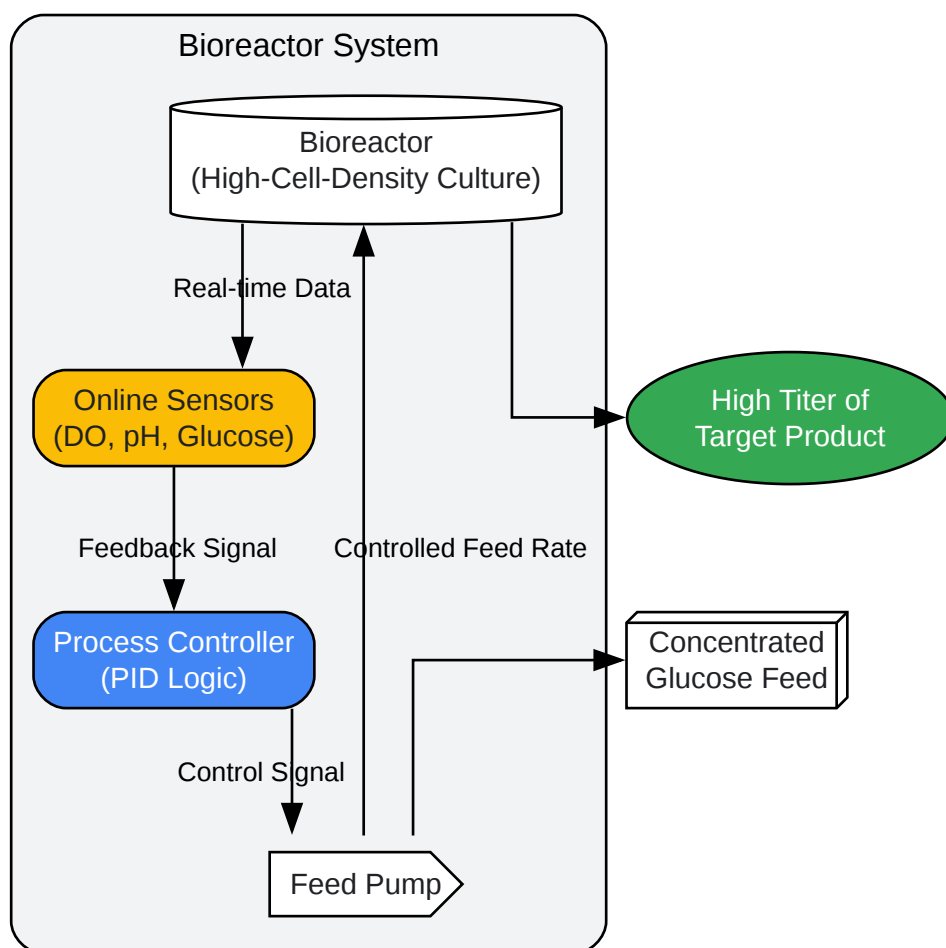 Bioreactor System
Bioreactor
(High-Cell-Density Culture)
Real-time Data
Online Sensors
(DO, pH, Glucose)
High Titer of
Target Product
Feedback Signal
Controlled Feed Rate
Process Controller
(PID Logic)
Concentrated
Glucose Feed
Control Signal
Feed Pump